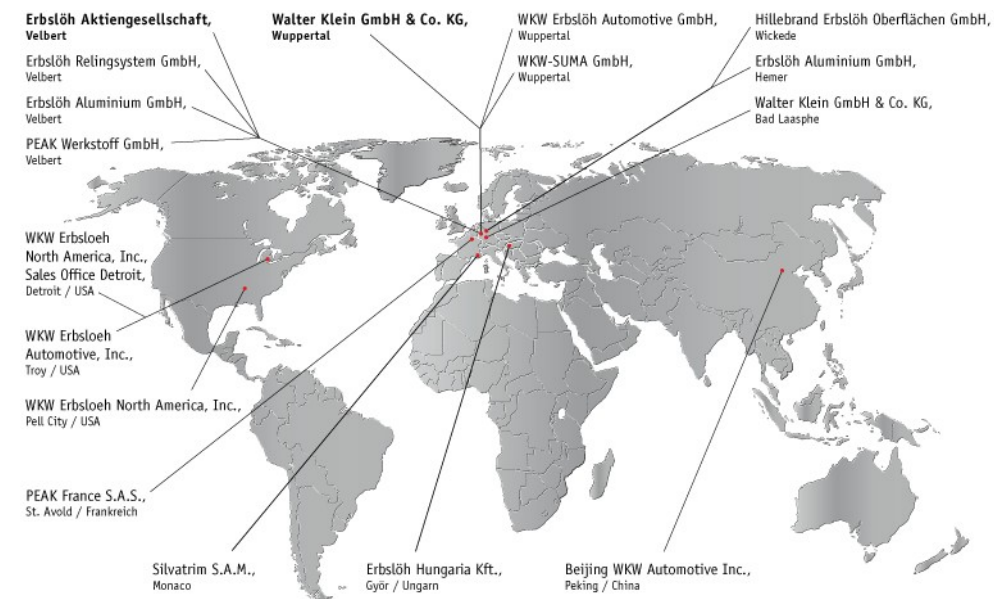 Erbslöh Aktiengesellschaft,
Velbert
Erbslöh Relingsystem GmbH,
Velbert
Erbslöh Aluminium GmbH,
Velbert
PEAK Werkstoff GmbH,
Velbert
Walter Klein GmbH & Co. KG,
Wuppertal
WKW Erbslöh Automotive GmbH,
Wuppertal
WKW-SUMA GmbH,
Wuppertal
Hillebrand Erbslöh Oberflächen GmbH,
Wickede
Erbslöh Aluminium GmbH,
Hemer
Walter Klein GmbH & Co. KG,
Bad Laasphe
WKW Erbsloeh
North America, Inc.,
Sales Office Detroit,
Detroit / USA
WKW Erbsloeh
Automotive, Inc.,
Troy / USA
WKW Erbsloeh North America, Inc.,
Pell City / USA
PEAK France S.A.S.,
St. Avold / Frankreich
Silvatrim S.A.M.,
Monaco
Erbslöh Hungaria Kft.,
Györ / Ungarn
Beijing WKW Automotive Inc.,
Peking / China